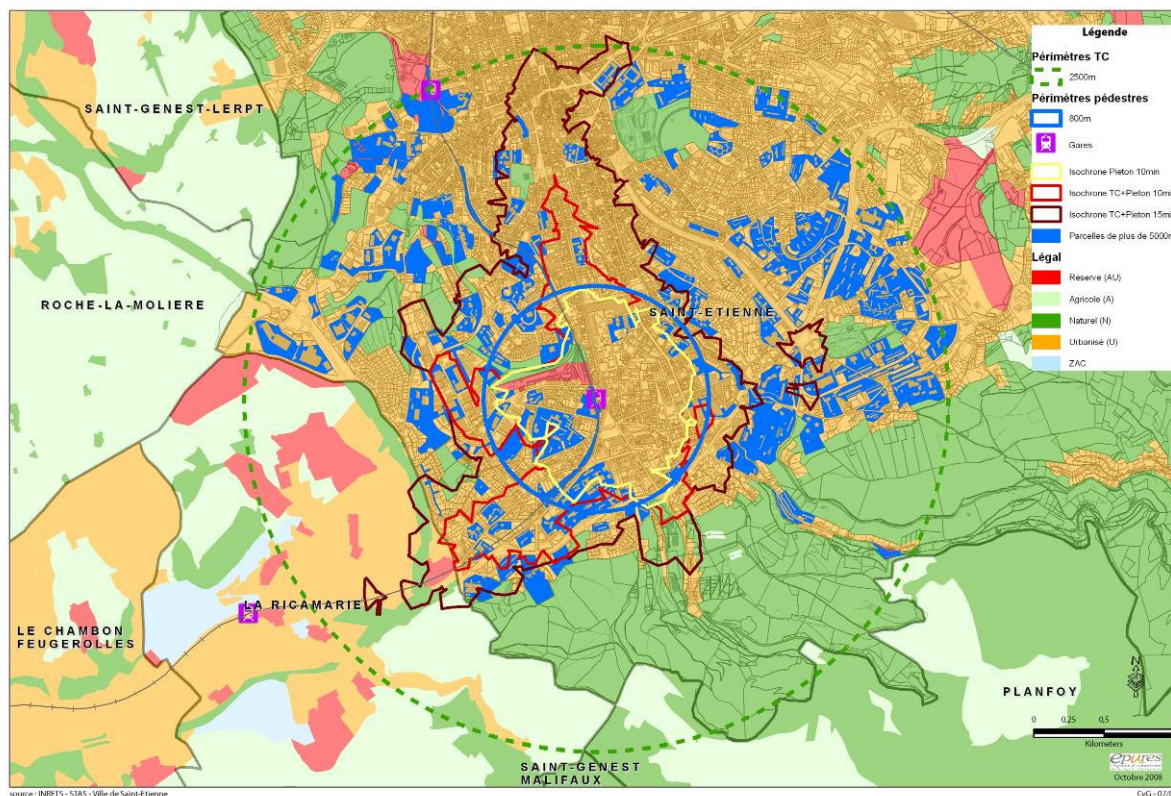 Légende
Périmètres TC
2500m
Périmètres pédestres
800m
Gares
Isochrone Pieton 10min
Isochrone TC+Pieton 10m
Isochrone TC+Pieton 15mi
Parcelles de plus de 5000m
Légal
Réserve (AU)
Agricole (A)
Naturel (N)
Urbanisé (U)
ZAC
SAINT-GENEST-LERPT
ROCHE-LA-MOLIERE
SAINT-ETIENNE
LA RICAMARIE
LE CHAMBON
FEUGEROLLES
PLANFOY
SAINT-GENEST
MALIFAUX
N
0 0,25 0,5
Kilometers
epures
Octobre 2008
source : INRETS - STAS - Ville de Saint-Etienne